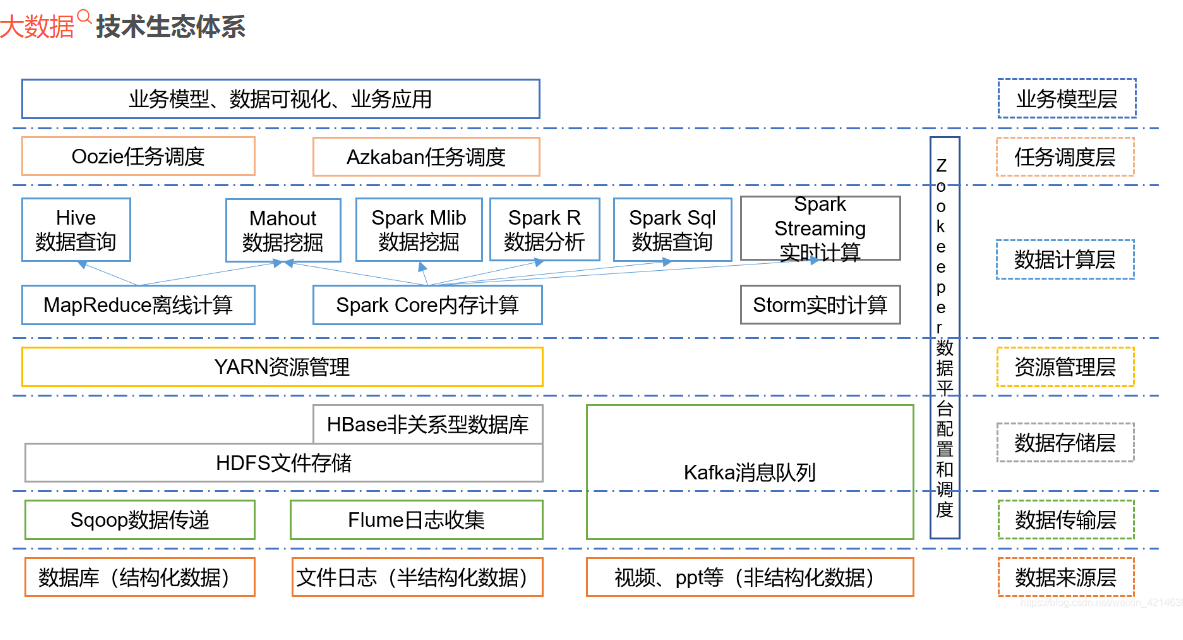 大数据技术生态体系
业务模型、数据可视化、业务应用
业务模型层
Oozie任务调度
Azkaban任务调度
任务调度层
Hive
数据查询
Mahout
数据挖掘
Spark Mlib
数据挖掘
Spark R
数据分析
Spark Sql
数据查询
Spark
Streaming
实时计算
数据计算层
MapReduce离线计算
Spark Core内存计算
Storm实时计算
Zookeeper数据平台配置和调度
YARN资源管理
资源管理层
HBase非关系型数据库
HDFS文件存储
Kafka消息队列
数据存储层
Sqoop数据传递
Flume日志收集
数据传输层
数据库（结构化数据）
文件日志（半结构化数据）
视频、ppt等（非结构化数据）
数据来源层